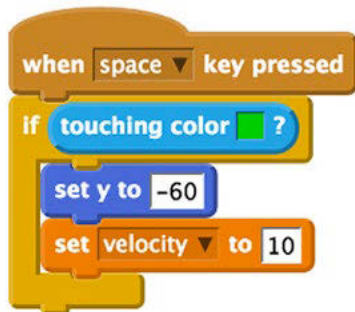 when space key pressed
if touching color ?
set y to -60
set velocity to 10